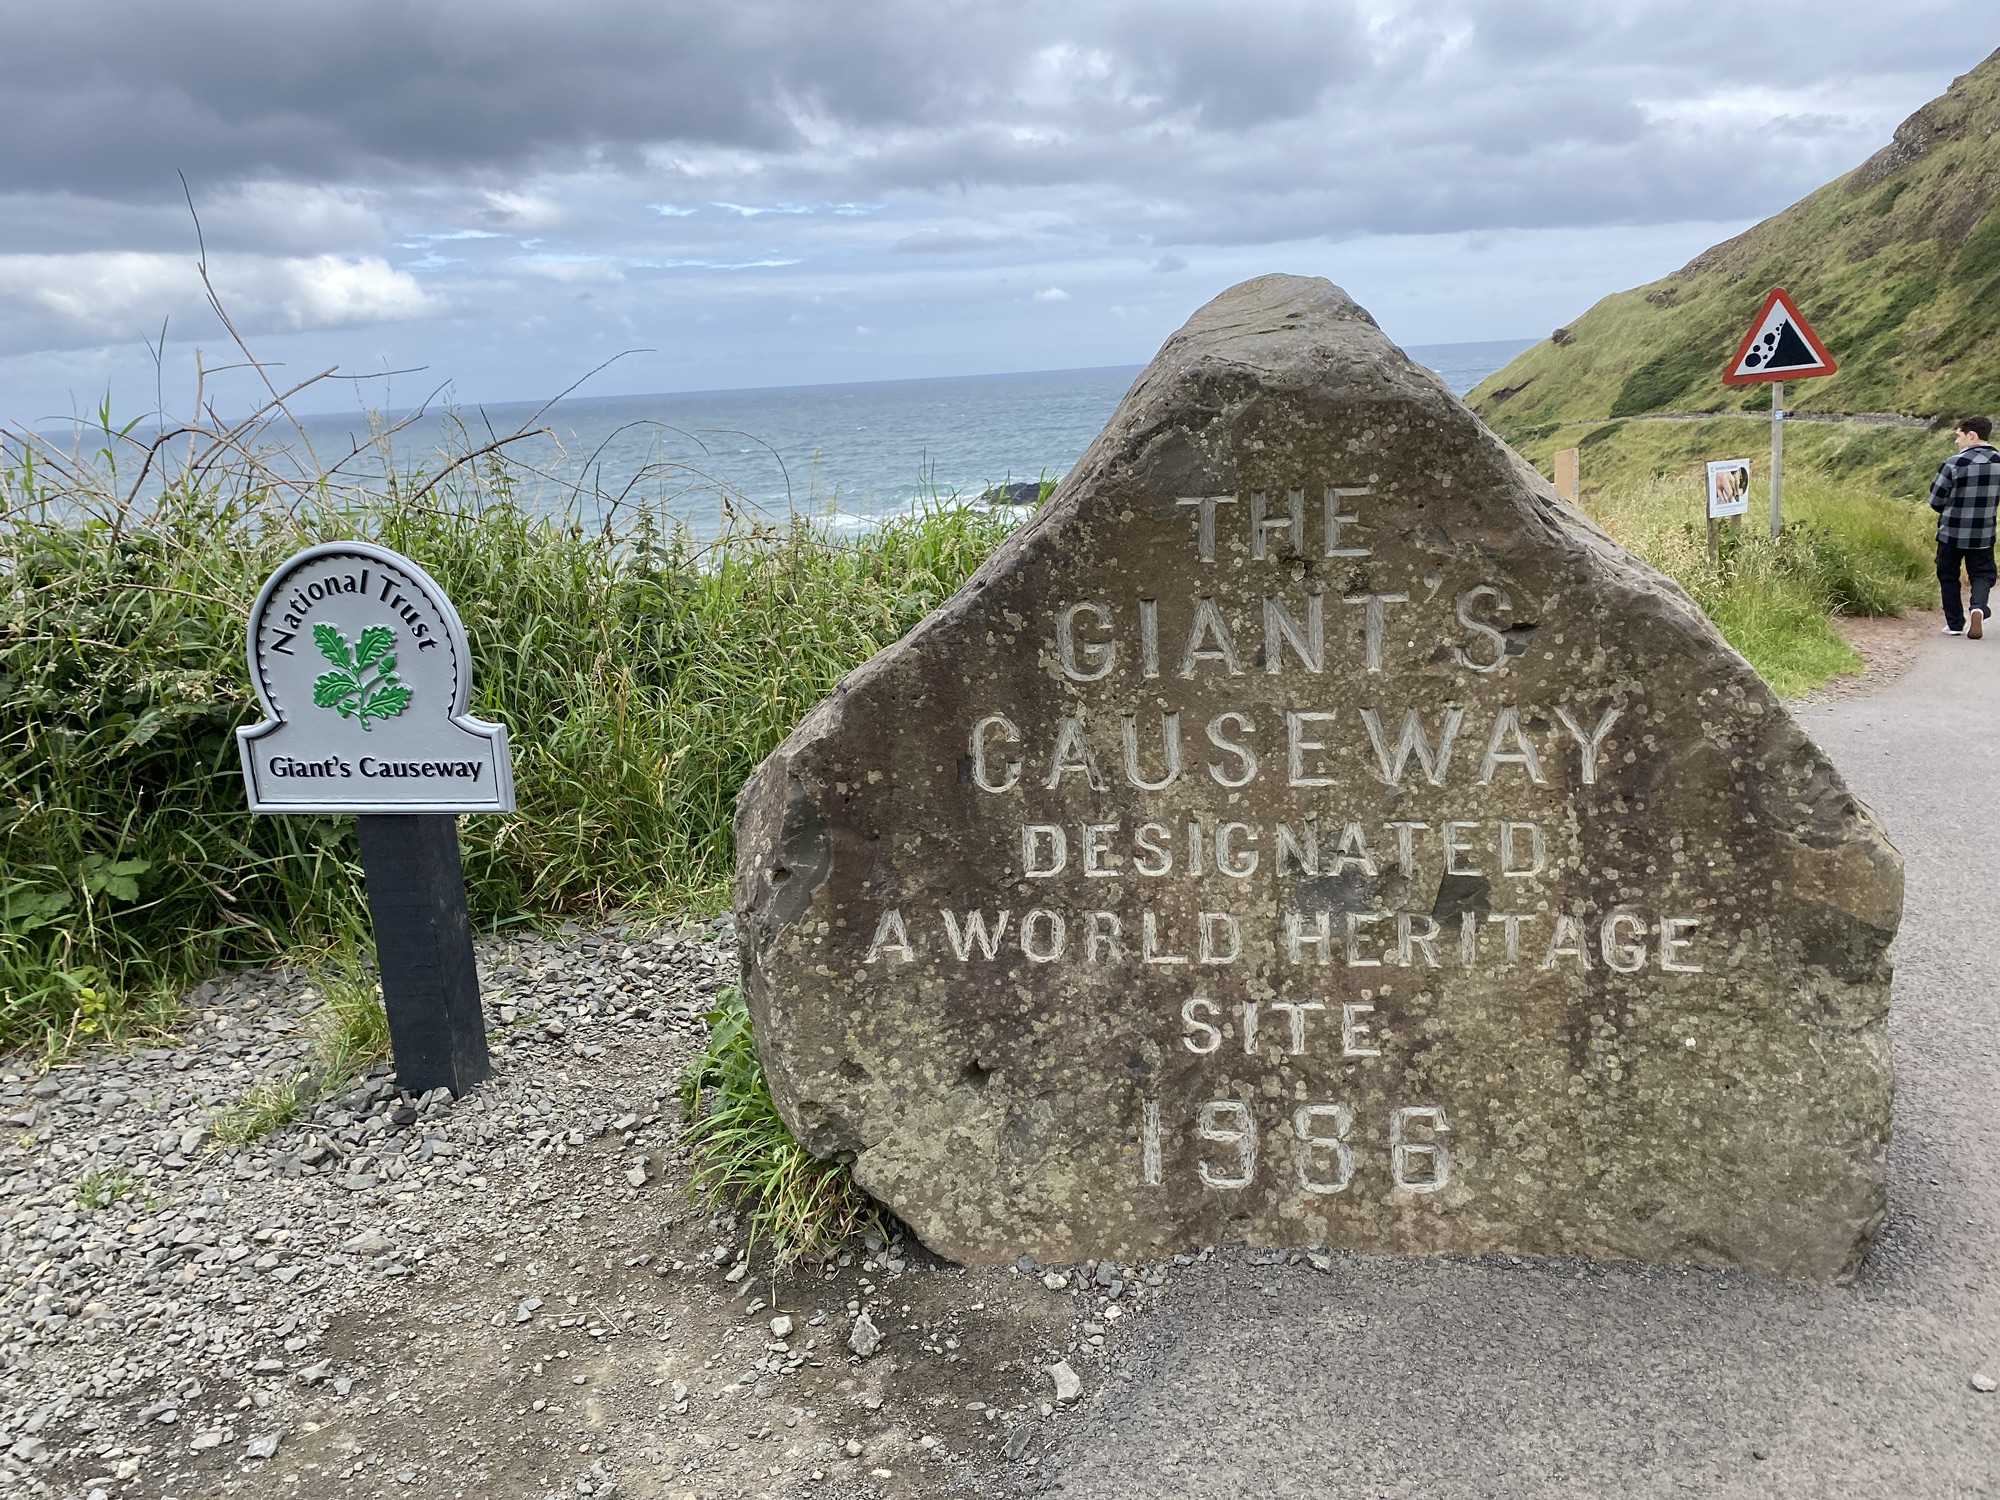 National Trust
Giant's Causeway
THE
GIANT'S
CAUSEWAY
DESIGNATED
A WORLD HERITAGE
SITE
1986